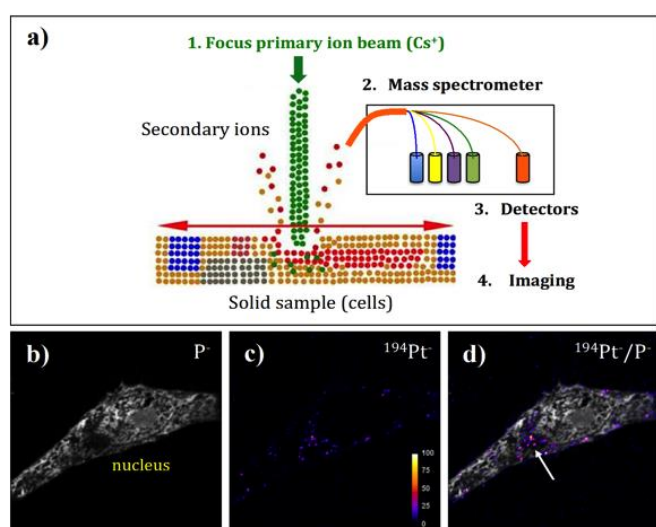 a)
1. Focus primary ion beam (Cs⁺)
2. Mass spectrometer
Secondary ions
3. Detectors
4. Imaging
Solid sample (cells)
b) P⁻
nucleus
c) ¹⁹⁴Pt⁻
100
75
50
25
0
d) ¹⁹⁴Pt⁻/P⁻